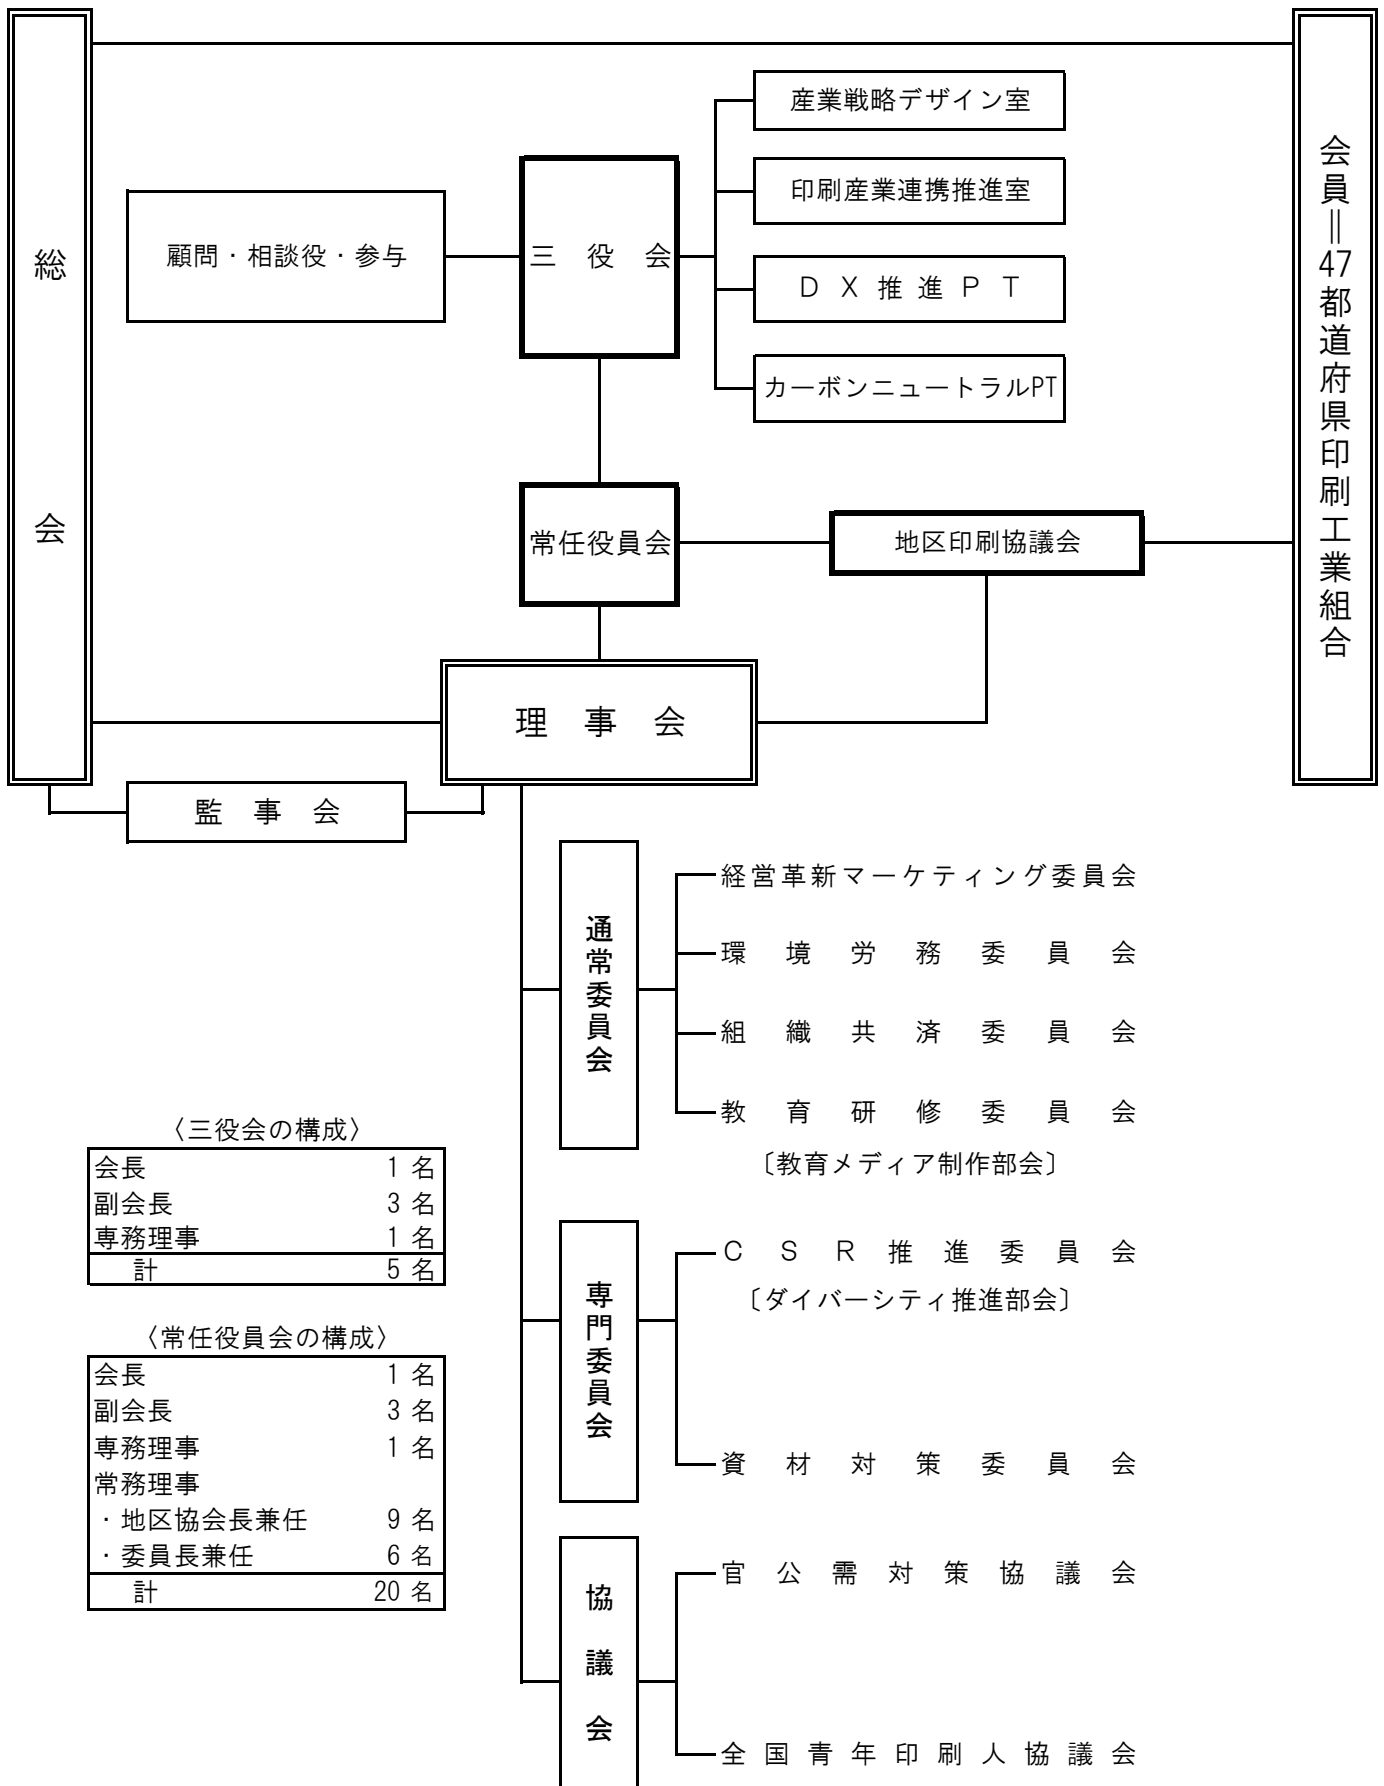 総会
会員＝47都道府県印刷工業組合
産業戦略デザイン室
印刷産業連携推進室
ＤＸ推進ＰＴ
カーボンニュートラルPT
顧問・相談役・参与
三役会
常任役員会
地区印刷協議会
理事会
監事会
通常委員会
経営革新マーケティング委員会
環境労務委員会
組織共済委員会
教育研修委員会
〔教育メディア制作部会〕
専門委員会
ＣＳＲ推進委員会
〔ダイバーシティ推進部会〕
資材対策委員会
協議会
官公需対策協議会
全国青年印刷人協議会
〈三役会の構成〉
会長 1 名
副会長 3 名
専務理事 1 名
計 5 名
〈常任役員会の構成〉
会長 1 名
副会長 3 名
専務理事 1 名
常務理事
・地区協会長兼任 9 名
・委員長兼任 6 名
計 20 名